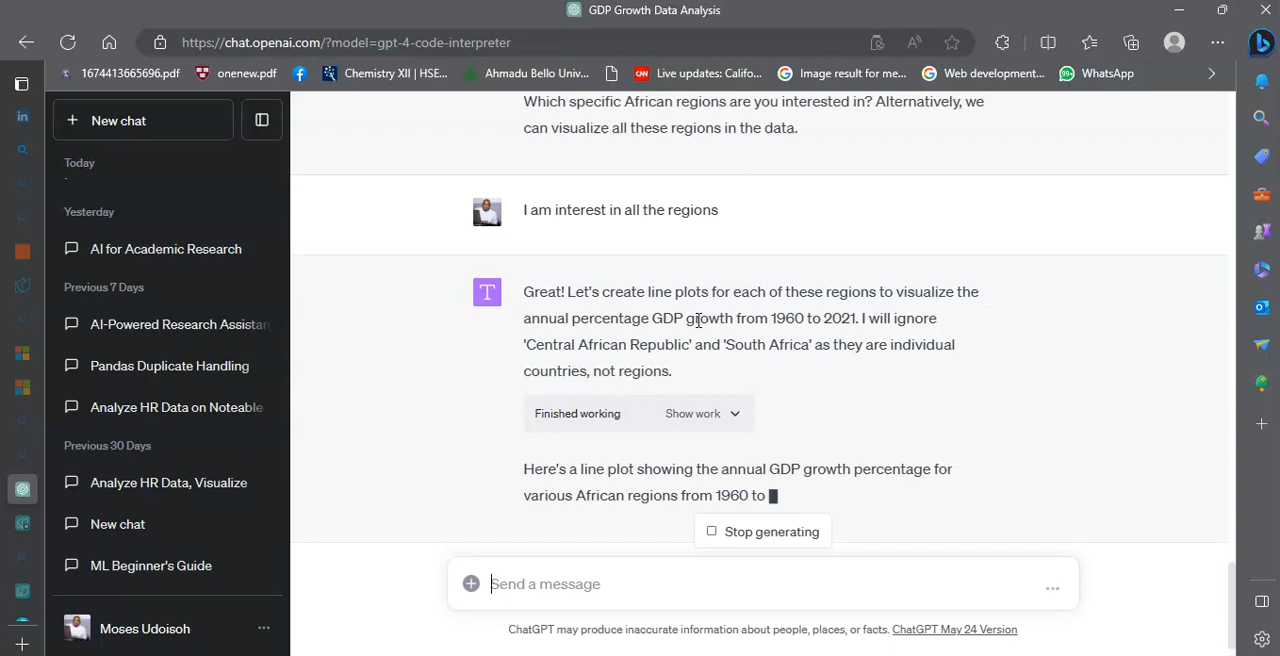 GDP Growth Data Analysis
https://chat.openai.com/?model=gpt-4-code-interpreter
1674413665696.pdf onenew.pdf Chemistry XII | HSE... Ahmadu Bello Univ... CNN Live updates: Califo... Image result for me... Web development... 99+ WhatsApp
New chat
Today
Yesterday
AI for Academic Research
Previous 7 Days
AI-Powered Research Assistan
Pandas Duplicate Handling
Analyze HR Data on Noteable
Previous 30 Days
Analyze HR Data, Visualize
New chat
ML Beginner's Guide
Moses Udoisoh
Which specific African regions are you interested in? Alternatively, we
can visualize all these regions in the data.
I am interest in all the regions
T
Great! Let's create line plots for each of these regions to visualize the
annual percentage GDP growth from 1960 to 2021. I will ignore
'Central African Republic' and 'South Africa' as they are individual
countries, not regions.
Finished working Show work
Here's a line plot showing the annual GDP growth percentage for
various African regions from 1960 to
Stop generating
Send a message
ChatGPT may produce inaccurate information about people, places, or facts. ChatGPT May 24 Version